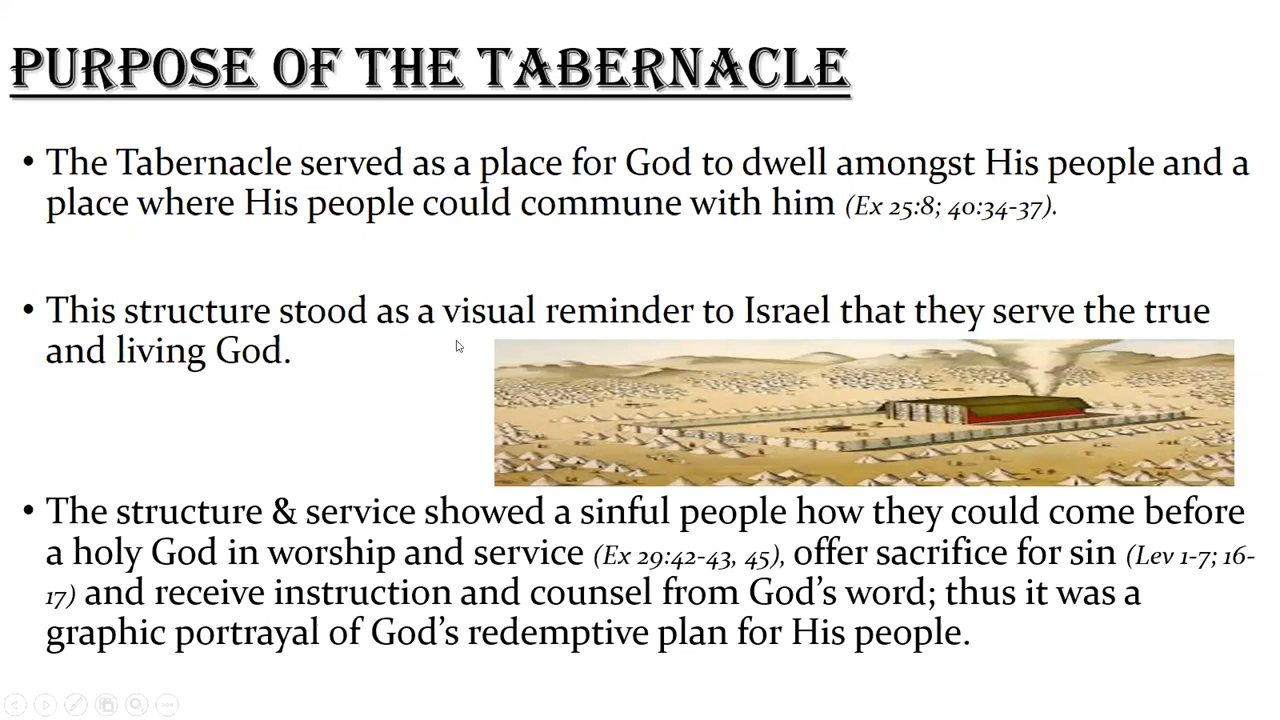 PURPOSE OF THE TABERNACLE
• The Tabernacle served as a place for God to dwell amongst His people and a
place where His people could commune with him (Ex 25:8; 40:34-37).
• This structure stood as a visual reminder to Israel that they serve the true
and living God.
• The structure & service showed a sinful people how they could come before
a holy God in worship and service (Ex 29:42-43, 45), offer sacrifice for sin (Lev 1-7; 16-
17) and receive instruction and counsel from God’s word; thus it was a
graphic portrayal of God’s redemptive plan for His people.